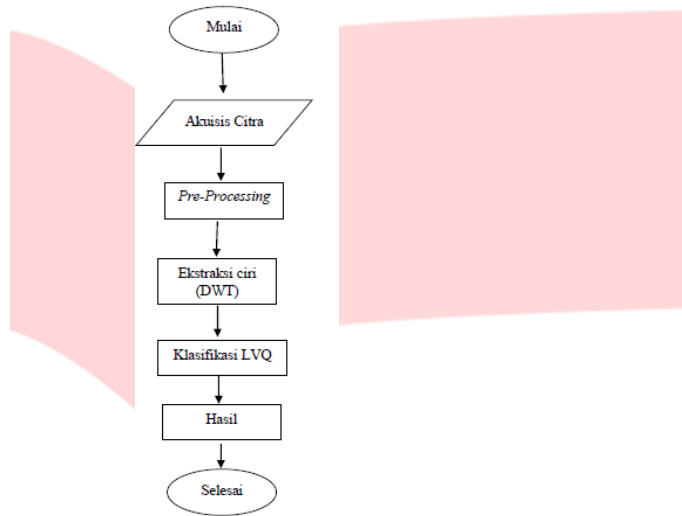 Mulai
Akuisis Citra
Pre-Processing
Ekstraksi ciri
(DWT)
Klasifikasi LVQ
Hasil
Selesai